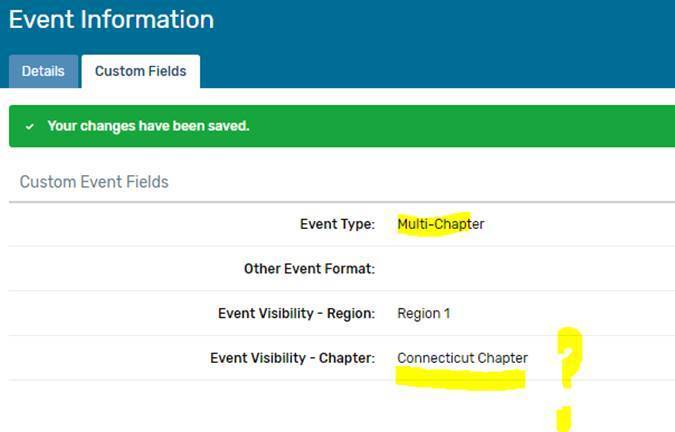 Event Information
Details Custom Fields
Your changes have been saved.
Custom Event Fields
Event Type: Multi-Chapter
Other Event Format:
Event Visibility - Region: Region 1
Event Visibility - Chapter: Connecticut Chapter
?